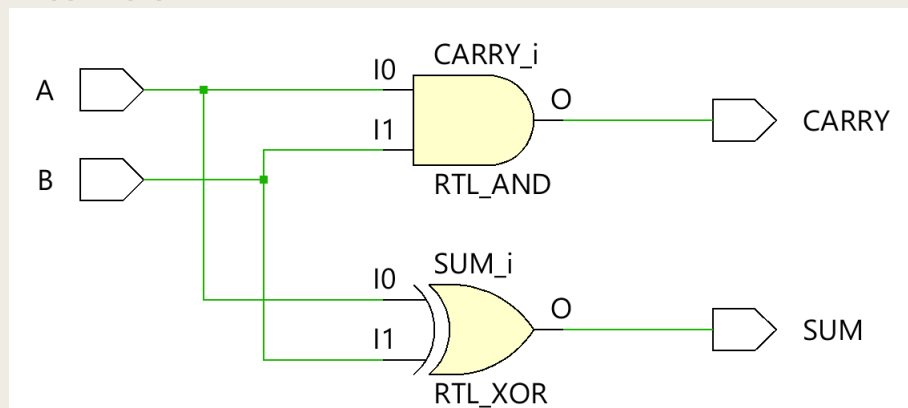 CARRY_i
A
I0
O
CARRY
I1
B
RTL_AND
SUM_i
I0
O
SUM
I1
RTL_XOR